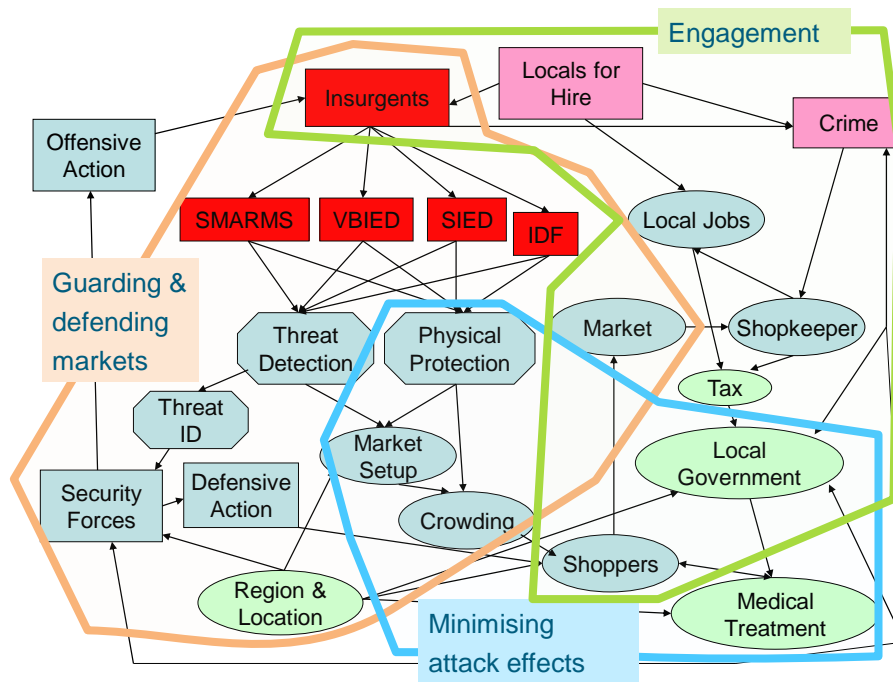 Engagement
Insurgents
Locals for
Hire
Crime
Offensive
Action
SMARMS
VBIED
SIED
IDF
Local Jobs
Guarding &
defending
markets
Threat
Detection
Physical
Protection
Market
Shopkeeper
Tax
Threat
ID
Market
Setup
Local
Government
Security
Forces
Defensive
Action
Crowding
Shoppers
Region &
Location
Medical
Treatment
Minimising
attack effects